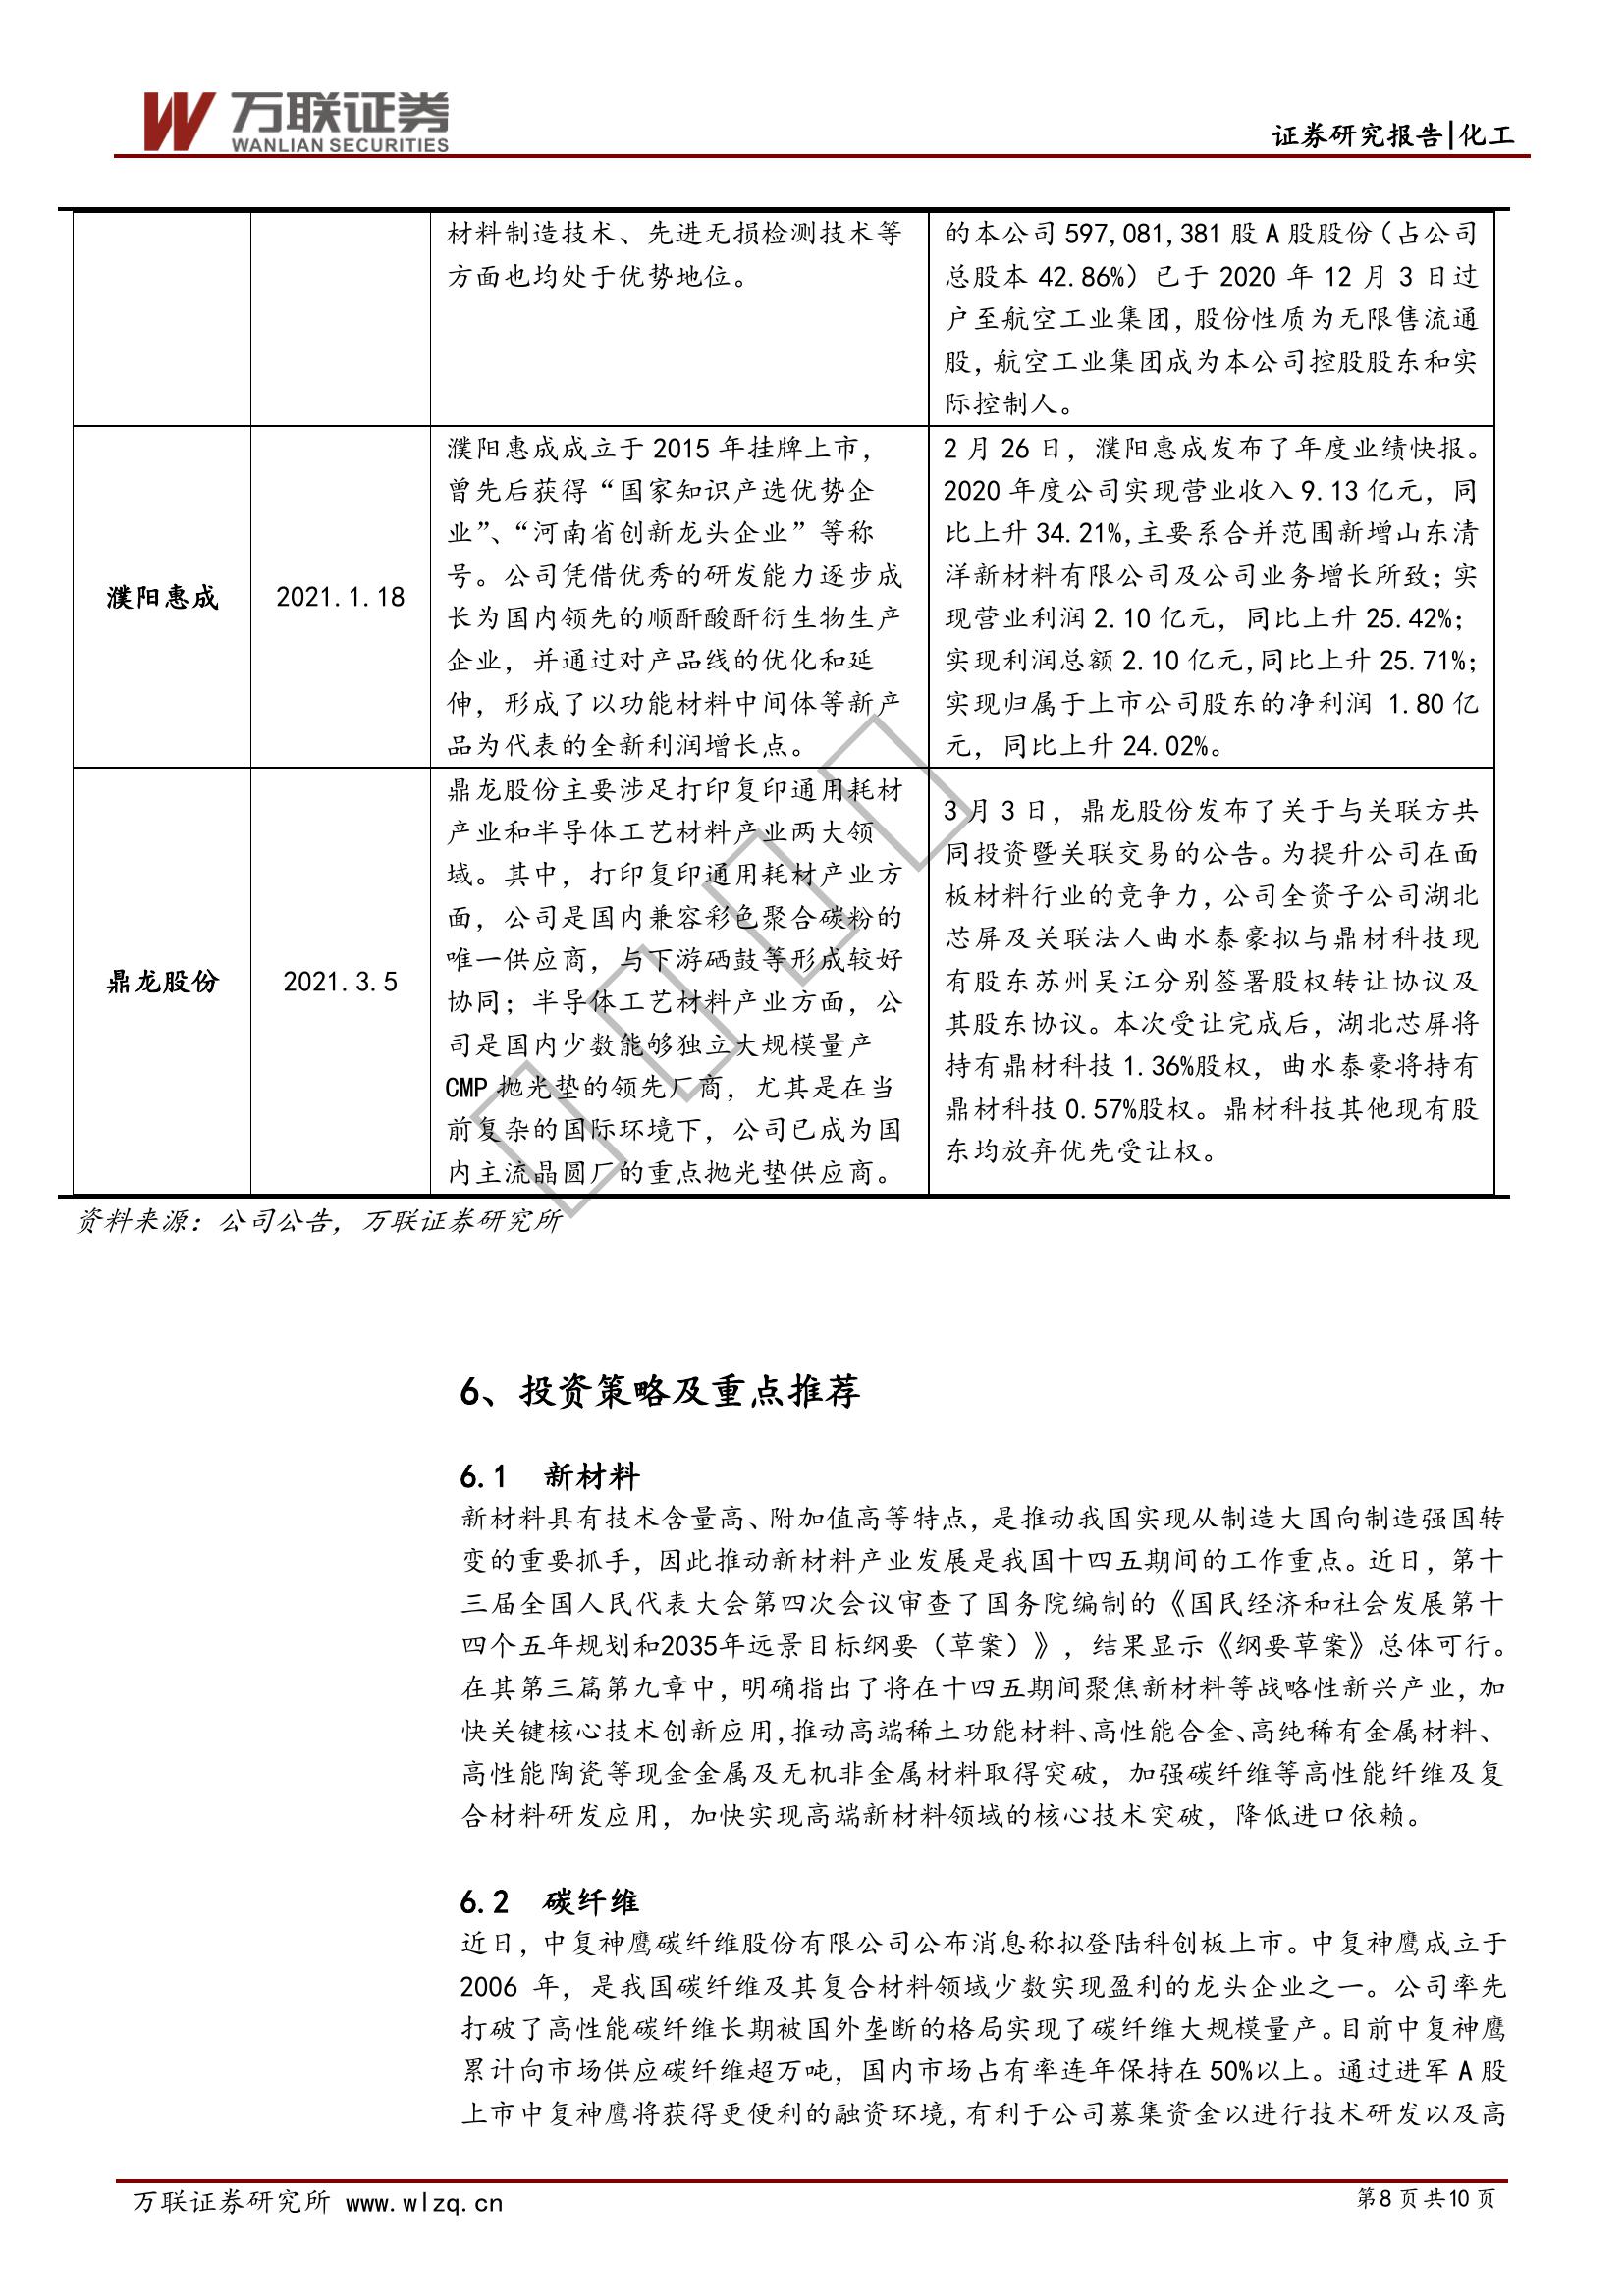 万联证券
WANLIAN SECURITIES
证券研究报告|化工
材料制造技术、先进无损检测技术等
方面也均处于优势地位。
的本公司 597,081,381 股 A 股股份（占公司
总股本 42.86%）已于 2020 年 12 月 3 日过
户至航空工业集团，股份性质为无限售流通
股，航空工业集团成为本公司控股股东和实
际控制人。
濮阳惠成
2021.1.18
濮阳惠成成立于 2015 年挂牌上市，
曾先后获得“国家知识产选优势企
业”、“河南省创新龙头企业”等称
号。公司凭借优秀的研发能力逐步成
长为国内领先的顺酐酸酐衍生物生产
企业，并通过对产品线的优化和延
伸，形成了以功能材料中间体等新产
品为代表的全新利润增长点。
2 月 26 日，濮阳惠成发布了年度业绩快报。
2020 年度公司实现营业收入 9.13 亿元，同
比上升 34.21%,主要系合并范围新增山东清
洋新材料有限公司及公司业务增长所致；实
现营业利润 2.10 亿元，同比上升 25.42%；
实现利润总额 2.10 亿元,同比上升 25.71%；
实现归属于上市公司股东的净利润 1.80 亿
元，同比上升 24.02%。
鼎龙股份
2021.3.5
鼎龙股份主要涉足打印复印通用耗材
产业和半导体工艺材料产业两大领
域。其中，打印复印通用耗材产业方
面，公司是国内兼容彩色聚合碳粉的
唯一供应商，与下游硒鼓等形成较好
协同；半导体工艺材料产业方面，公
司是国内少数能够独立大规模量产
CMP 抛光垫的领先厂商，尤其是在当
前复杂的国际环境下，公司已成为国
内主流晶圆厂的重点抛光垫供应商。
3 月 3 日，鼎龙股份发布了关于与关联方共
同投资暨关联交易的公告。为提升公司在面
板材料行业的竞争力，公司全资子公司湖北
芯屏及关联法人曲水泰豪拟与鼎材科技现
有股东苏州吴江分别签署股权转让协议及
其股东协议。本次受让完成后，湖北芯屏将
持有鼎材科技 1.36%股权，曲水泰豪将持有
鼎材科技 0.57%股权。鼎材科技其他现有股
东均放弃优先受让权。
资料来源：公司公告，万联证券研究所
6、投资策略及重点推荐
6.1 新材料
新材料具有技术含量高、附加值高等特点，是推动我国实现从制造大国向制造强国转
变的重要抓手，因此推动新材料产业发展是我国十四五期间的工作重点。近日，第十
三届全国人民代表大会第四次会议审查了国务院编制的《国民经济和社会发展第十
四个五年规划和2035年远景目标纲要（草案）》，结果显示《纲要草案》总体可行。
在其第三篇第九章中，明确指出了将在十四五期间聚焦新材料等战略性新兴产业，加
快关键核心技术创新应用，推动高端稀土功能材料、高性能合金、高纯稀有金属材料、
高性能陶瓷等现金金属及无机非金属材料取得突破，加强碳纤维等高性能纤维及复
合材料研发应用，加快实现高端新材料领域的核心技术突破，降低进口依赖。
6.2 碳纤维
近日，中复神鹰碳纤维股份有限公司公布消息称拟登陆科创板上市。中复神鹰成立于
2006 年，是我国碳纤维及其复合材料领域少数实现盈利的龙头企业之一。公司率先
打破了高性能碳纤维长期被国外垄断的格局实现了碳纤维大规模量产。目前中复神鹰
累计向市场供应碳纤维超万吨，国内市场占有率连年保持在 50%以上。通过进军 A 股
上市中复神鹰将获得更便利的融资环境，有利于公司募集资金以进行技术研发以及高
万联证券研究所 www.wlzq.cn
第 8 页 共 10 页